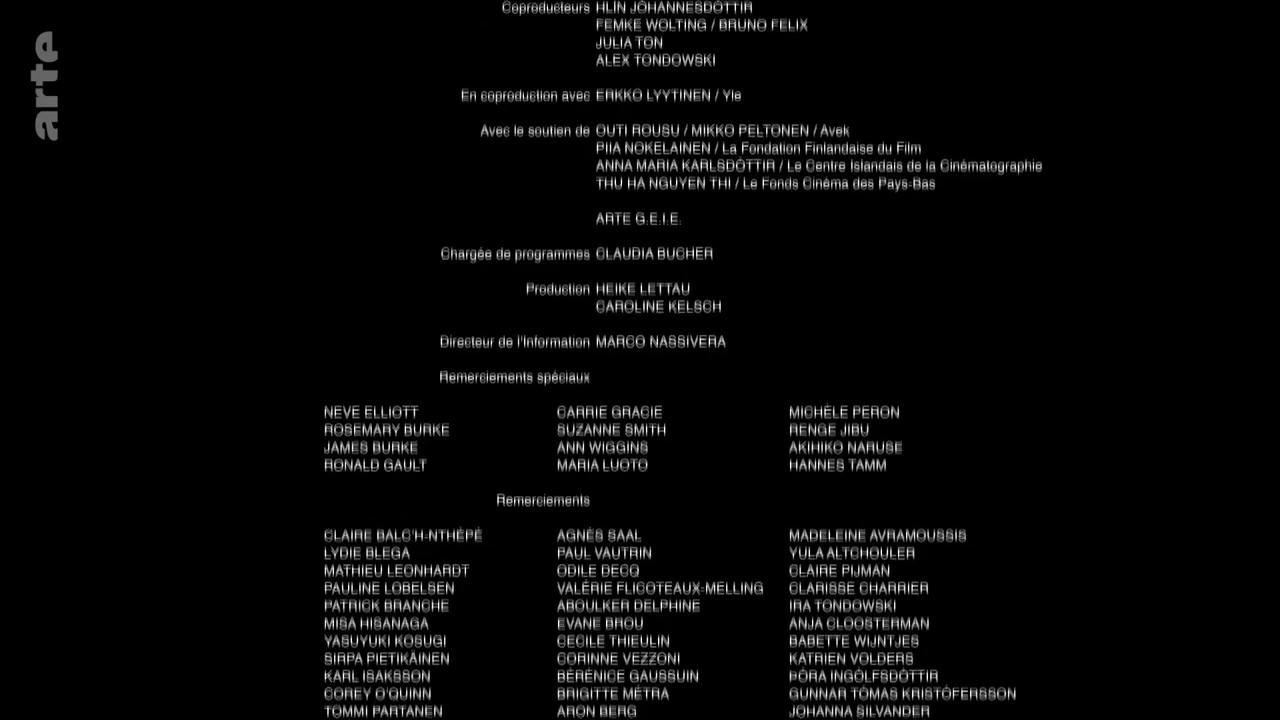 arte
Coproducteurs HLÍN JÓHANNESDÓTTIR
FEMKE WOLTING / BRUNO FELIX
JULIA TON
ALEX TONDOWSKI
En coproduction avec ERKKO LYYTINEN / Yle
Avec le soutien de OUTI ROUSU / MIKKO PELTONEN / Avek
PIIA NOKELAINEN / La Fondation Finlandaise du Film
ANNA MARIA KARLSDÓTTIR / Le Centre Islandais de la Cinématographie
THU HA NGUYEN THI / Le Fonds Cinéma des Pays-Bas
ARTE G.E.I.E.
Chargée de programmes CLAUDIA BUCHER
Production HEIKE LETTAU
CAROLINE KELSCH
Directeur de l'Information MARCO NASSIVERA
Remerciements spéciaux
NEVE ELLIOTT CARRIE GRACIE MICHÈLE PERON
ROSEMARY BURKE SUZANNE SMITH RENGE JIBU
JAMES BURKE ANN WIGGINS AKIHIKO NARUSE
RONALD GAULT MARIA LUOTO HANNES TAMM
Remerciements
CLAIRE BALC'H-NTHÉPÉ AGNÈS SAAL MADELEINE AVRAMOUSSIS
LYDIE BLEGA PAUL VAUTRIN YULA ALTCHOULER
MATHIEU LEONHARDT ODILE DECQ CLAIRE PIJMAN
PAULINE LOBELSEN VALÉRIE FLICOTEAUX-MELLING CLARISSE CHARRIER
PATRICK BRANCHE ABOULKER DELPHINE IRA TONDOWSKI
MISA HISANAGA EVANE BROU ANJA CLOOSTERMAN
YASUYUKI KOSUGI CECILE THIEULIN BABETTE WIJNTJES
SIRPA PIETIKÄINEN CORINNE VEZZONI KATRIEN VOLDERS
KARL ISAKSSON BÉRÉNICE GAUSSUIN ÞÓRA INGÓLFSDÓTTIR
COREY O'QUINN BRIGITTE MÉTRA GUNNAR TÓMAS KRISTÓFERSSON
TOMMI PARTANEN ARON BERG JOHANNA SILVANDER